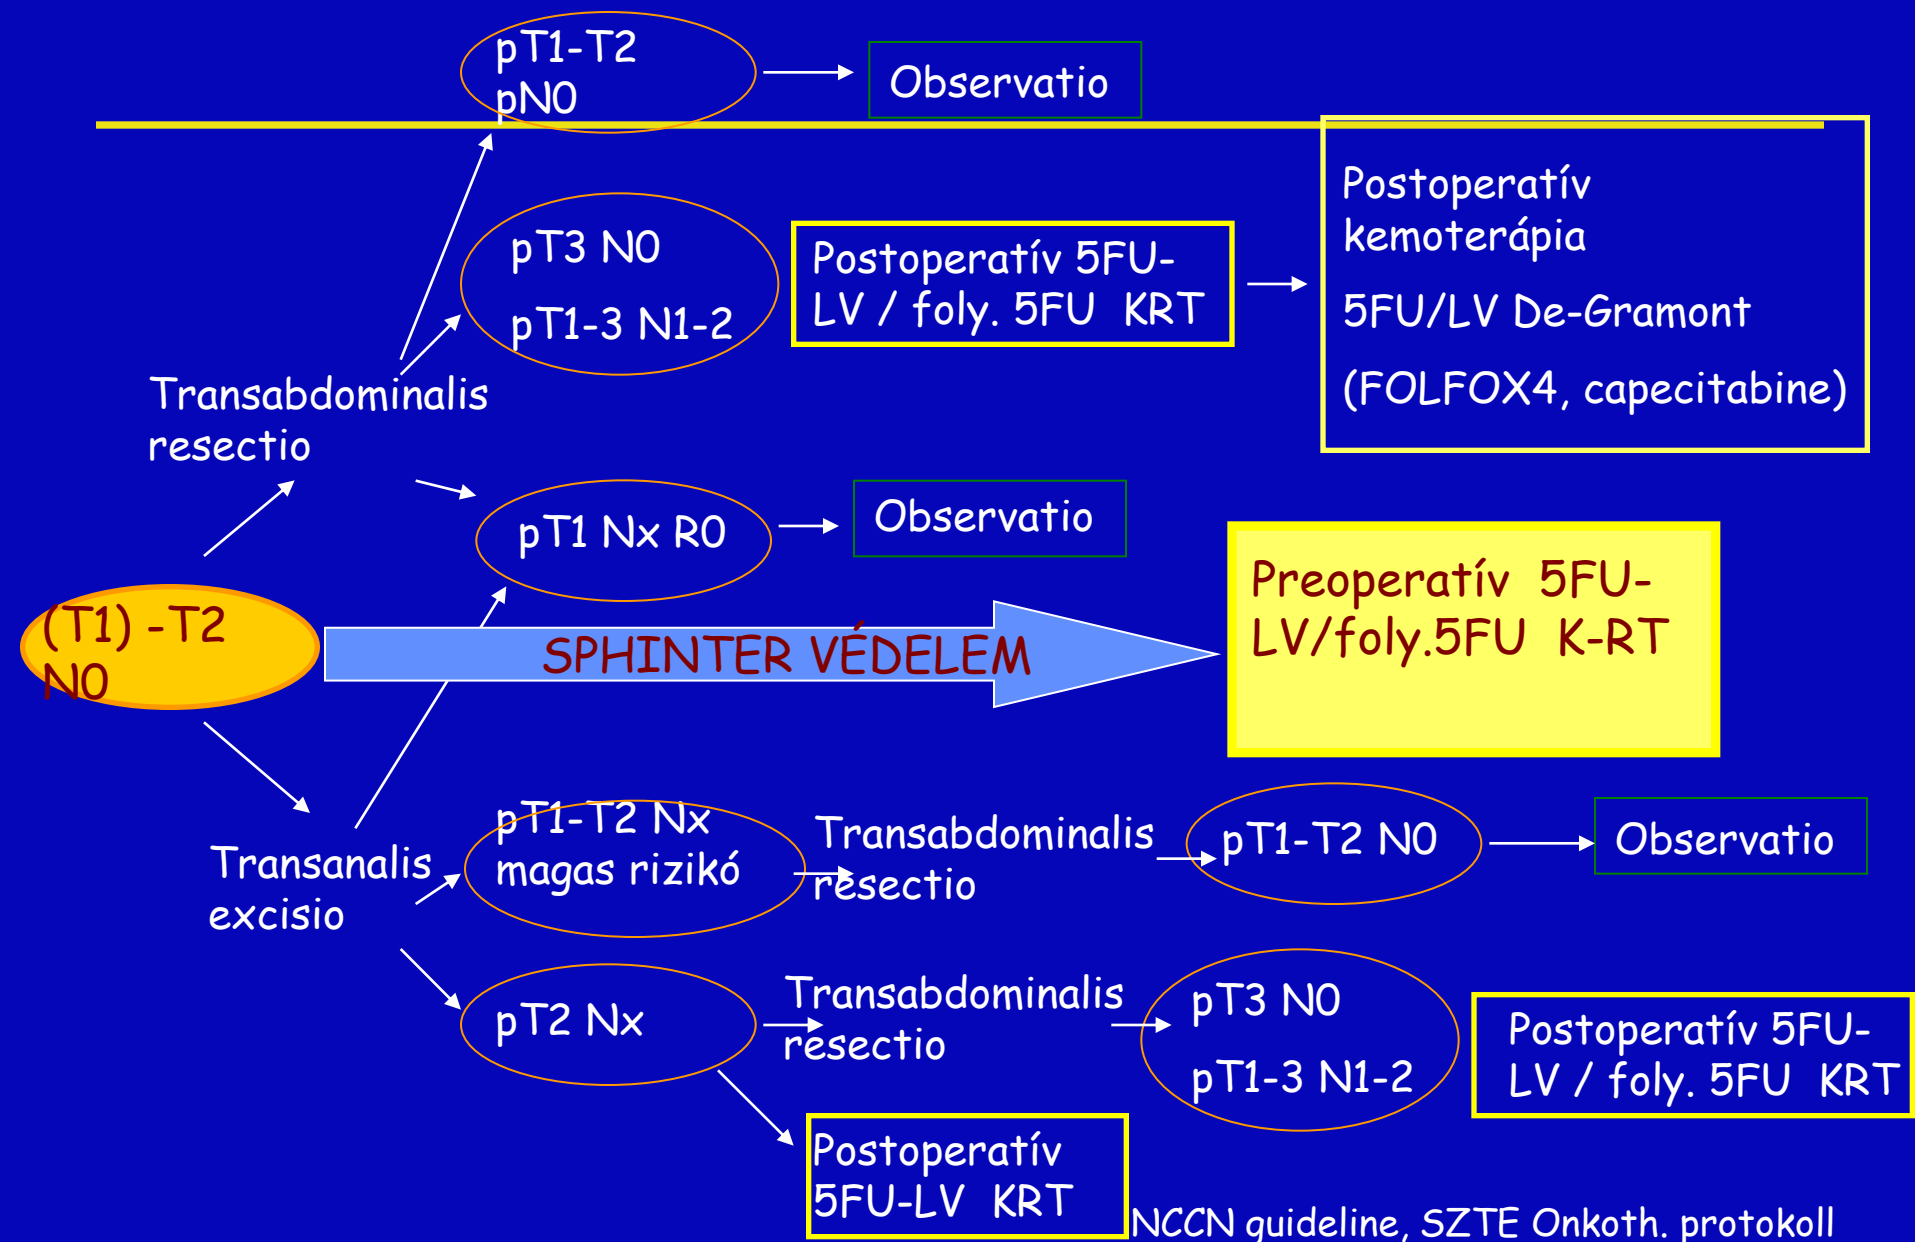 pT1-T2
pN0
Observatio
pT3 N0
pT1-3 N1-2
Postoperatív 5FU-
LV / foly. 5FU KRT
Postoperatív
kemoterápia
5FU/LV De-Gramont
(FOLFOX4, capecitabine)
Transabdominalis
resectio
pT1 Nx R0
Observatio
(T1) -T2
N0
SPHINTER VÉDELEM
Preoperatív 5FU-
LV/foly.5FU K-RT
Transanalis
excisio
pT1-T2 Nx
magas rizikó
Transabdominalis
resectio
pT1-T2 N0
Observatio
pT2 Nx
Transabdominalis
resectio
pT3 N0
pT1-3 N1-2
Postoperatív 5FU-
LV / foly. 5FU KRT
Postoperatív
5FU-LV KRT
NCCN guideline, SZTE Onkoth. protokoll